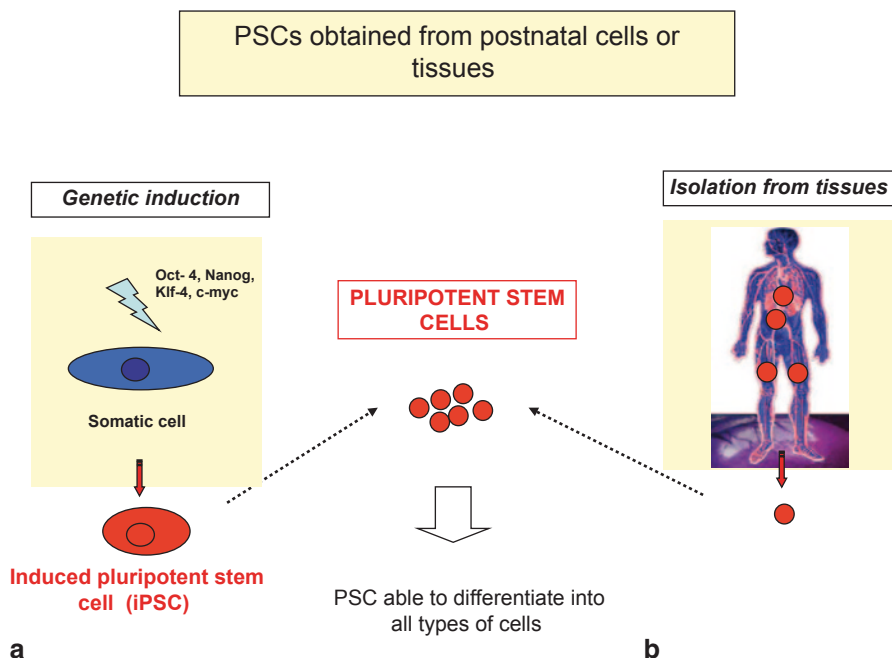 PSCs obtained from postnatal cells or
tissues
Genetic induction
Oct- 4, Nanog,
Klf-4, c-myc
Somatic cell
Induced pluripotent stem
cell (iPSC)
a
PLURIPOTENT STEM
CELLS
PSC able to differentiate into
all types of cells
Isolation from tissues
b